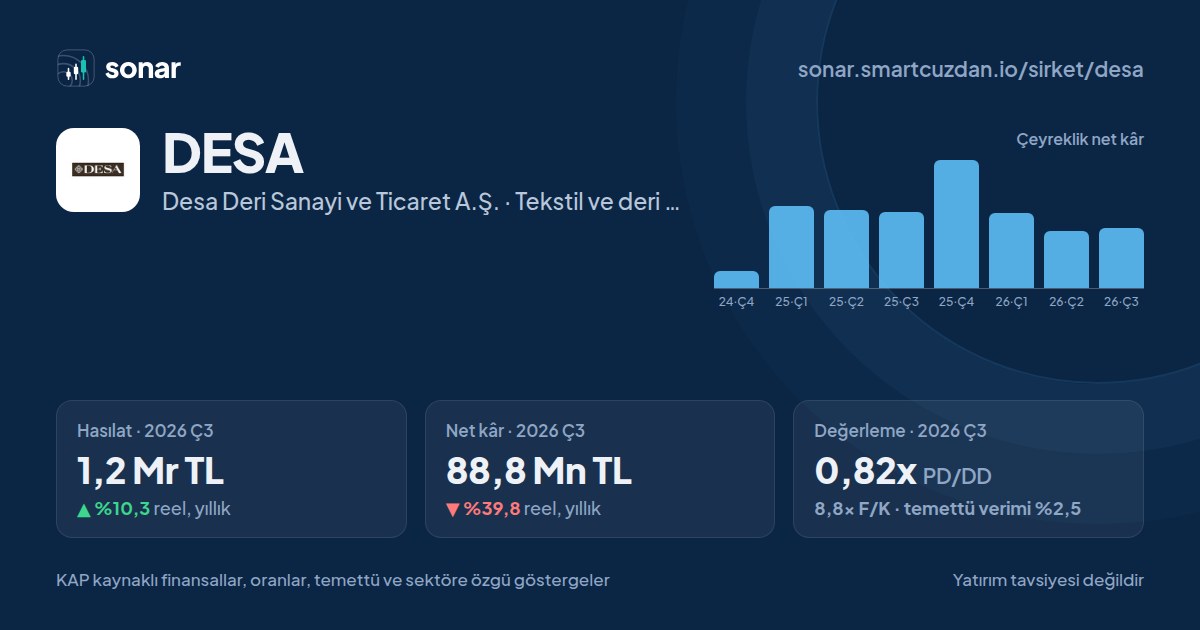 sonar
sonar.smartcuzdan.io/sirket/desa
DESA
DESA
Desa Deri Sanayi ve Ticaret A.Ş. · Tekstil ve deri ...
Çeyreklik net kâr
24·Ç4 25·Ç1 25·Ç2 25·Ç3 25·Ç4 26·Ç1 26·Ç2 26·Ç3
Hasılat · 2026 Ç3
1,2 Mr TL
▲ %10,3 reel, yıllık
Net kâr · 2026 Ç3
88,8 Mn TL
▼ %39,8 reel, yıllık
Değerleme · 2026 Ç3
0,82x PD/DD
8,8× F/K · temettü verimi %2,5
KAP kaynaklı finansallar, oranlar, temettü ve sektöre özgü göstergeler
Yatırım tavsiyesi değildir